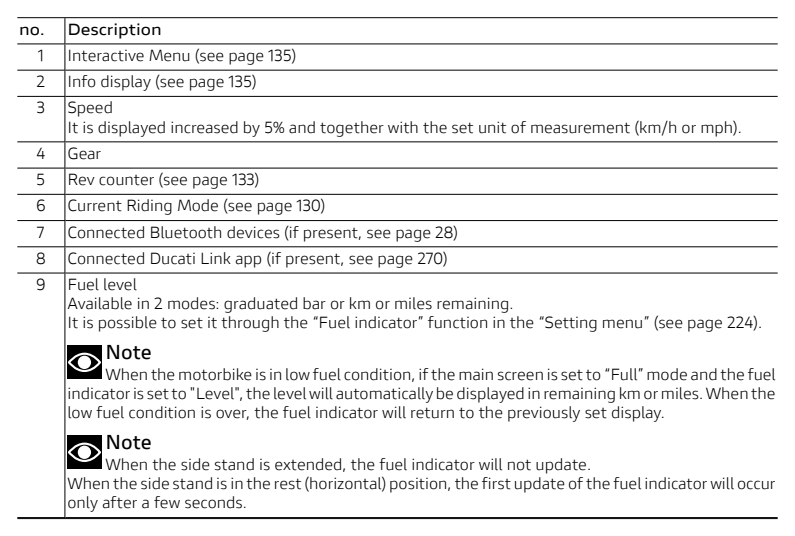 no. Description
1 Interactive Menu (see page 135)
2 Info display (see page 135)
3 Speed
It is displayed increased by 5% and together with the set unit of measurement (km/h or mph).
4 Gear
5 Rev counter (see page 133)
6 Current Riding Mode (see page 130)
7 Connected Bluetooth devices (if present, see page 28)
8 Connected Ducati Link app (if present, see page 270)
9 Fuel level
Available in 2 modes: graduated bar or km or miles remaining.
It is possible to set it through the “Fuel indicator” function in the “Setting menu” (see page 224).
Note
When the motorbike is in low fuel condition, if the main screen is set to “Full” mode and the fuel
indicator is set to "Level", the level will automatically be displayed in remaining km or miles. When the
low fuel condition is over, the fuel indicator will return to the previously set display.
Note
When the side stand is extended, the fuel indicator will not update.
When the side stand is in the rest (horizontal) position, the first update of the fuel indicator will occur
only after a few seconds.